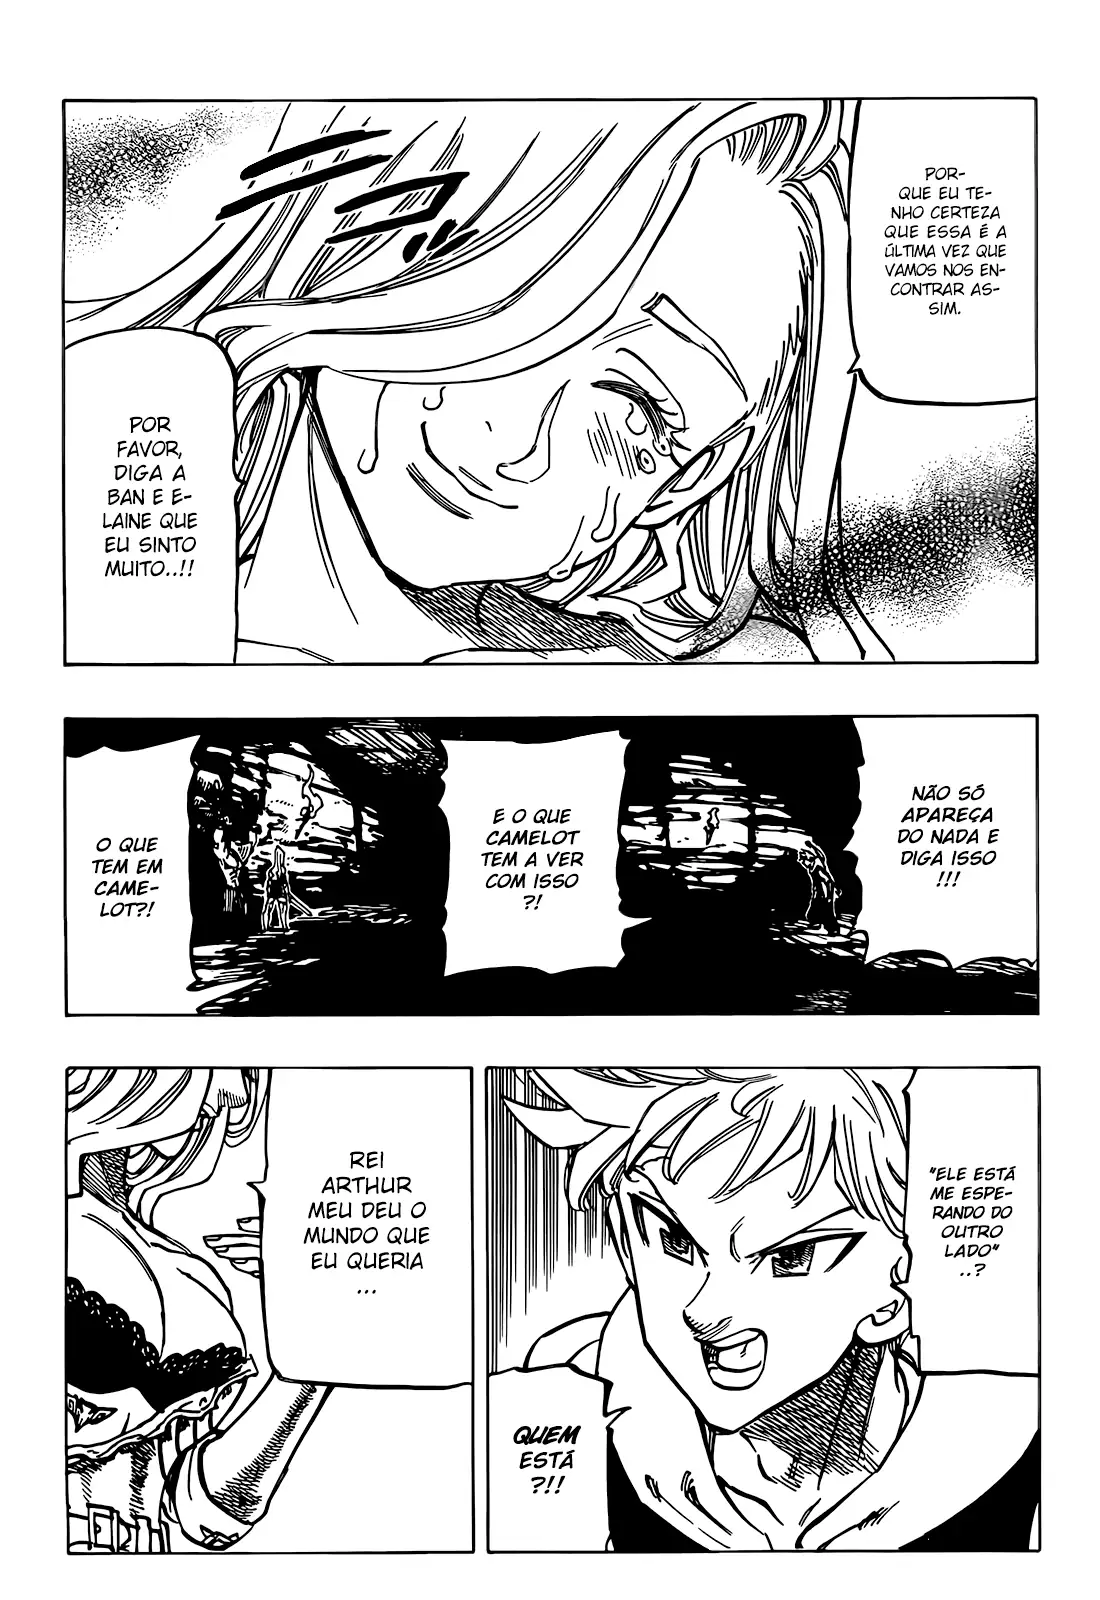 POR-
QUE EU TE-
NHO CERTEZA
QUE ESSA É A
ÚLTIMA VEZ QUE
VAMOS NOS EN-
CONTRAR AS-
SIM.
POR
FAVOR,
DIGA A
BAN E E-
LAINE QUE
EU SINTO
MUITO..!!
NÃO SÓ
APAREÇA
DO NADA E
DIGA ISSO
!!!
E O QUE
CAMELOT
TEM A VER
COM ISSO
?!
O QUE
TEM EM
CAME-
LOT?!
"ELE ESTÁ
ME ESPE-
RANDO DO
OUTRO
LADO"
..?
QUEM
ESTÁ
?!!
REI
ARTHUR
MEU DEU O
MUNDO QUE
EU QUERIA
...